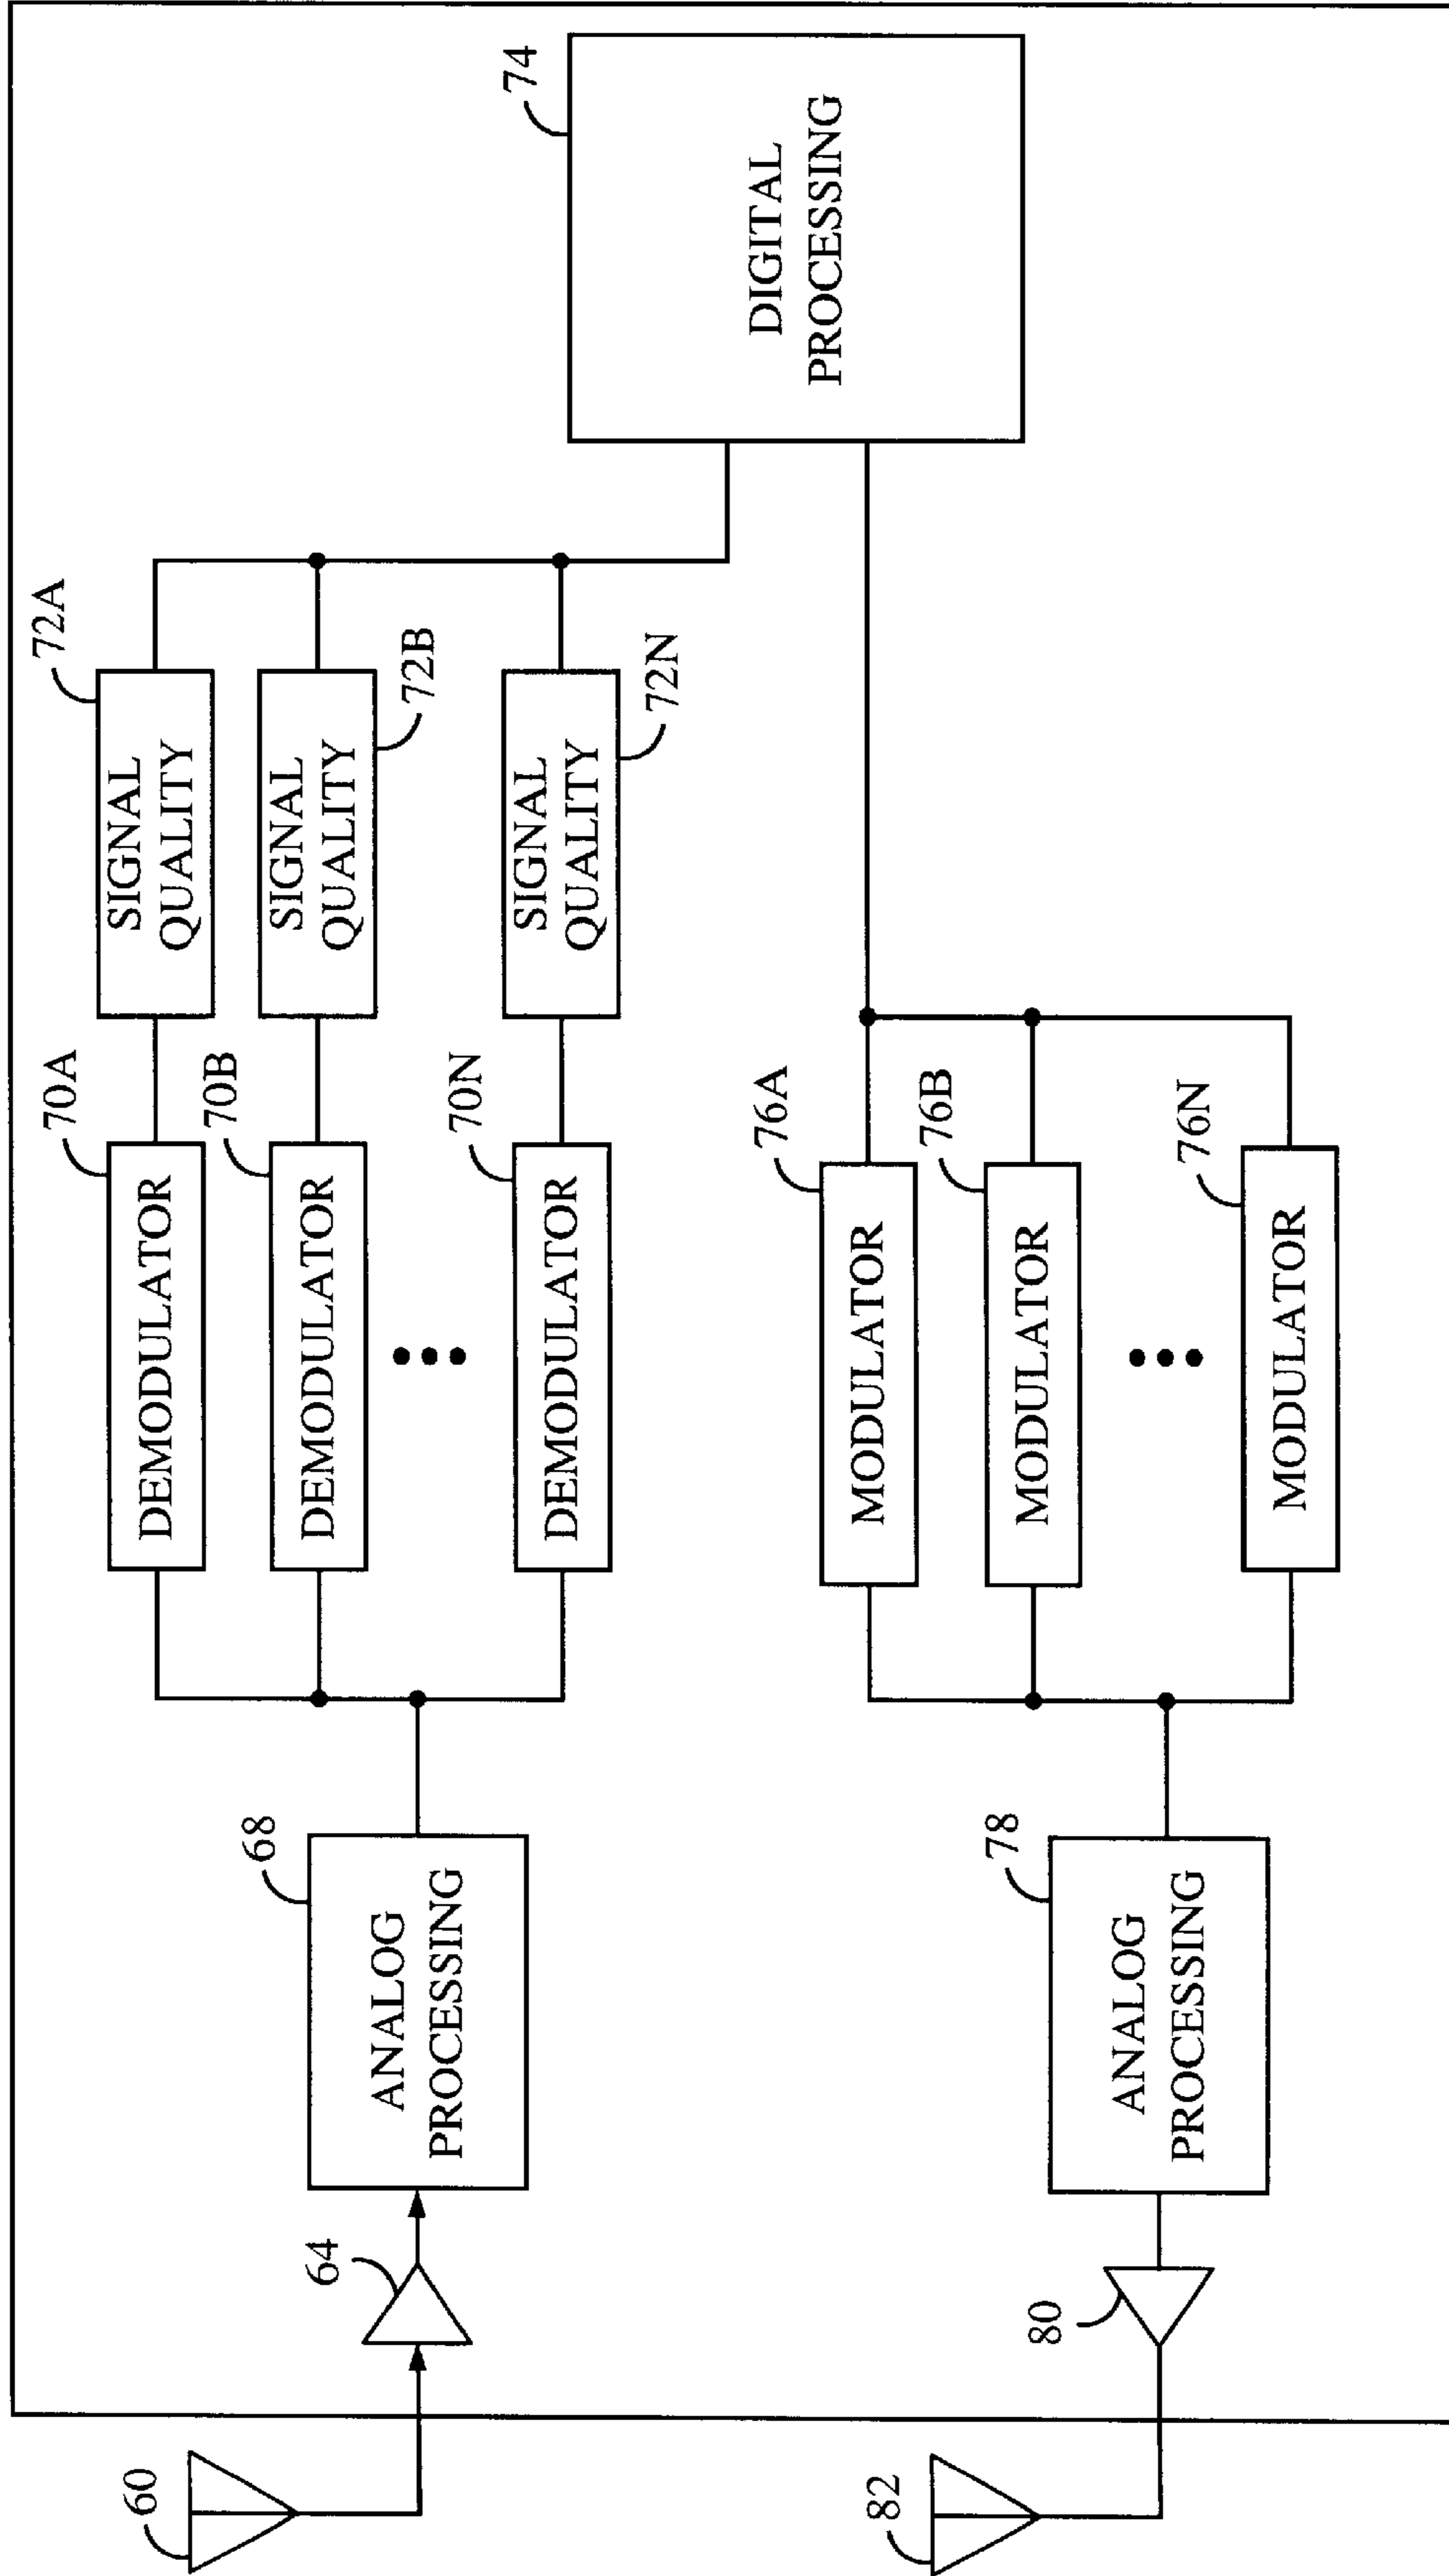 60
64
68
ANALOG
PROCESSING
70A
DEMODULATOR
70B
DEMODULATOR
70N
DEMODULATOR
72A
SIGNAL
QUALITY
SIGNAL
QUALITY
72B
SIGNAL
QUALITY
72N
74
DIGITAL
PROCESSING
76A
MODULATOR
76B
MODULATOR
76N
MODULATOR
78
ANALOG
PROCESSING
80
82